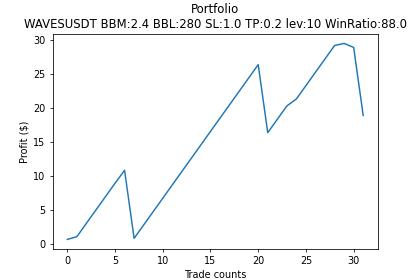 Portfolio
WAVESUSDT BBM:2.4 BBL:280 SL:1.0 TP:0.2 lev:10 WinRatio:88.0
30
25
20
15
10
5
0
Profit ($)
0 5 10 15 20 25 30
Trade counts